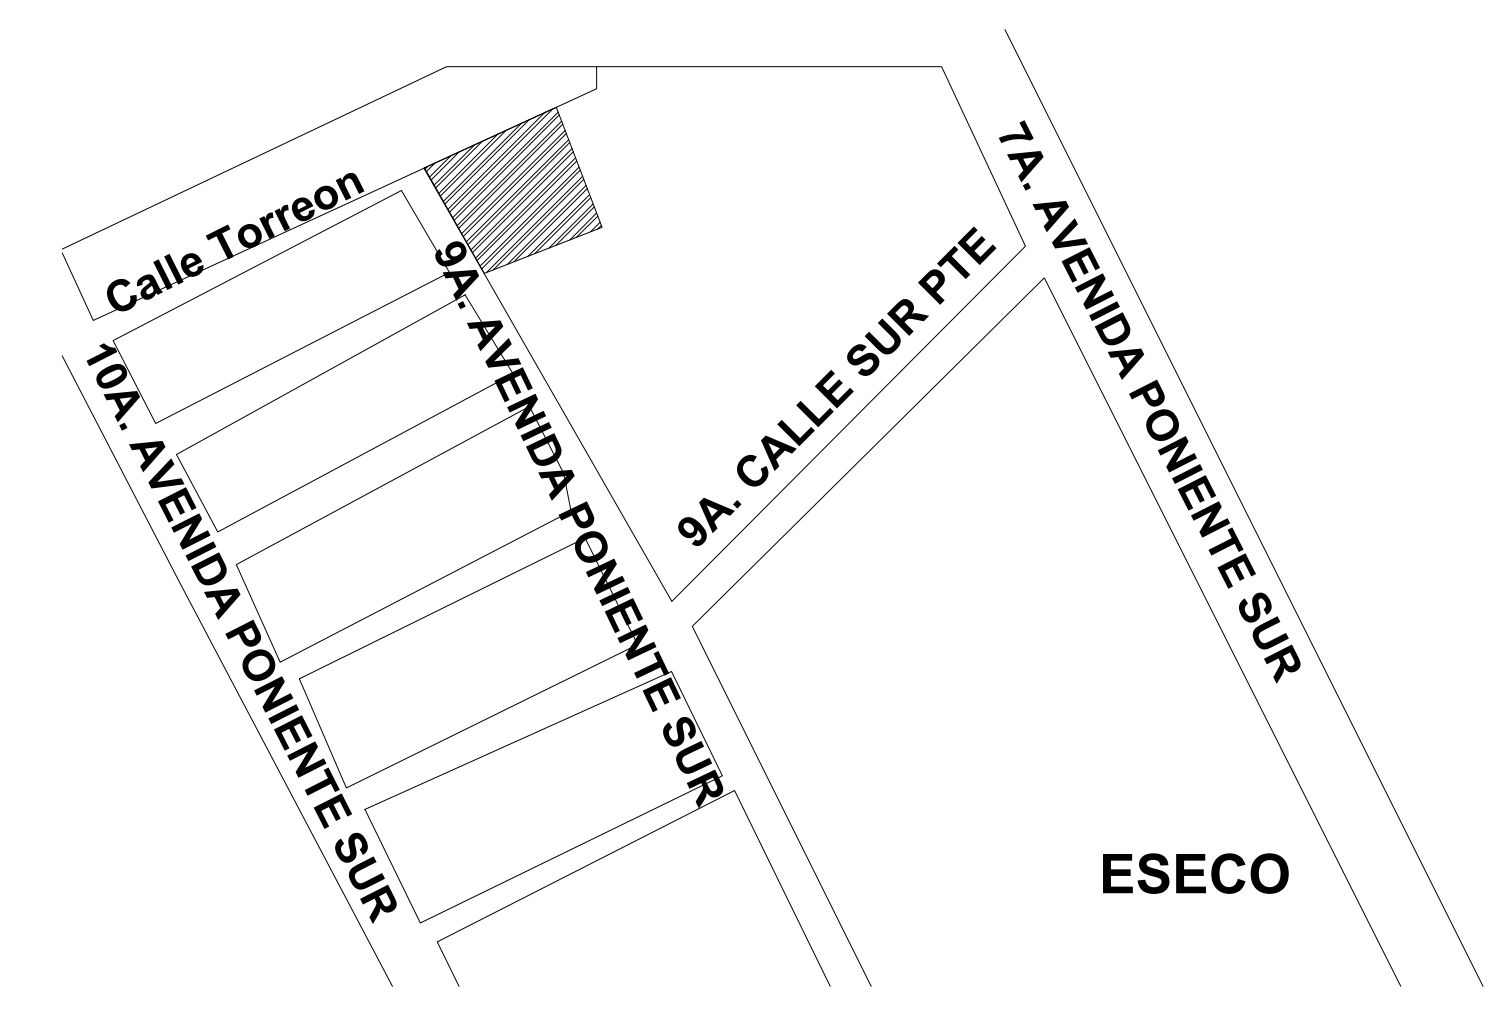 Calle Torreon
7A. AVENIDA PONIENTE SUR
9A. AVENIDA PONIENTE SUR
9A. CALLE SUR PTE
10A. AVENIDA PONIENTE SUR
ESECO